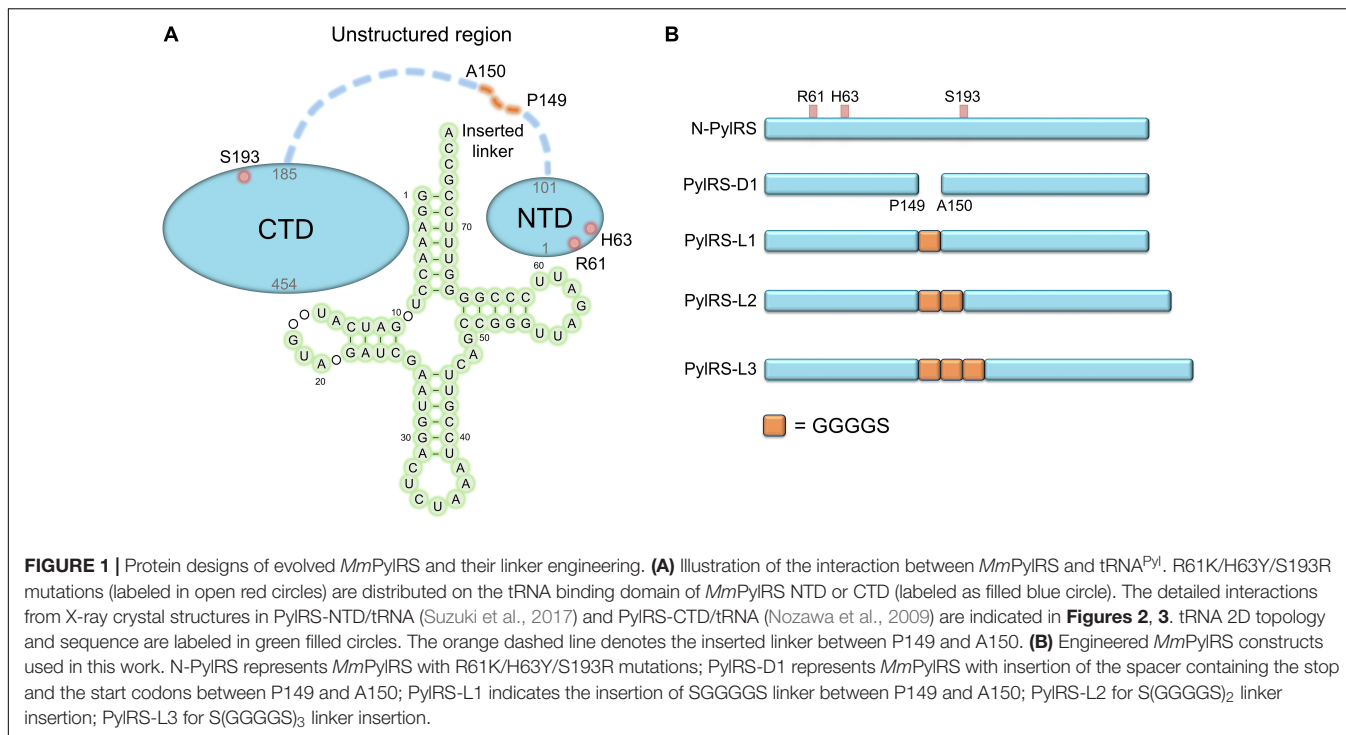 A
Unstructured region
A150
P149
Inserted
linker
S193
185
CTD
454
101
NTD
1
H63
R61
A
C
C
G
C
C
U
U
U
G
G
1
G
G
A
A
A
C
C
U
70
60
50
40
30
20
10
B
R61 H63 S193
N-PylRS
PylRS-D1
P149 A150
PylRS-L1
PylRS-L2
PylRS-L3
= GGGGS
FIGURE 1 | Protein designs of evolved MmPylRS and their linker engineering. (A) Illustration of the interaction between MmPylRS and tRNAPyl. R61K/H63Y/S193R
mutations (labeled in open red circles) are distributed on the tRNA binding domain of MmPylRS NTD or CTD (labeled as filled blue circle). The detailed interactions
from X-ray crystal structures in PylRS-NTD/tRNA (Suzuki et al., 2017) and PylRS-CTD/tRNA (Nozawa et al., 2009) are indicated in Figures 2, 3. tRNA 2D topology
and sequence are labeled in green filled circles. The orange dashed line denotes the inserted linker between P149 and A150. (B) Engineered MmPylRS constructs
used in this work. N-PylRS represents MmPylRS with R61K/H63Y/S193R mutations; PylRS-D1 represents MmPylRS with insertion of the spacer containing the stop
and the start codons between P149 and A150; PylRS-L1 indicates the insertion of SGGGGS linker between P149 and A150; PylRS-L2 for S(GGGGS)2 linker
insertion; PylRS-L3 for S(GGGGS)3 linker insertion.